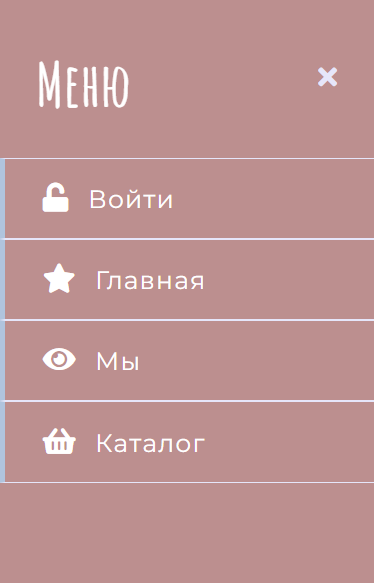 Меню
Войти
Главная
Мы
Каталог